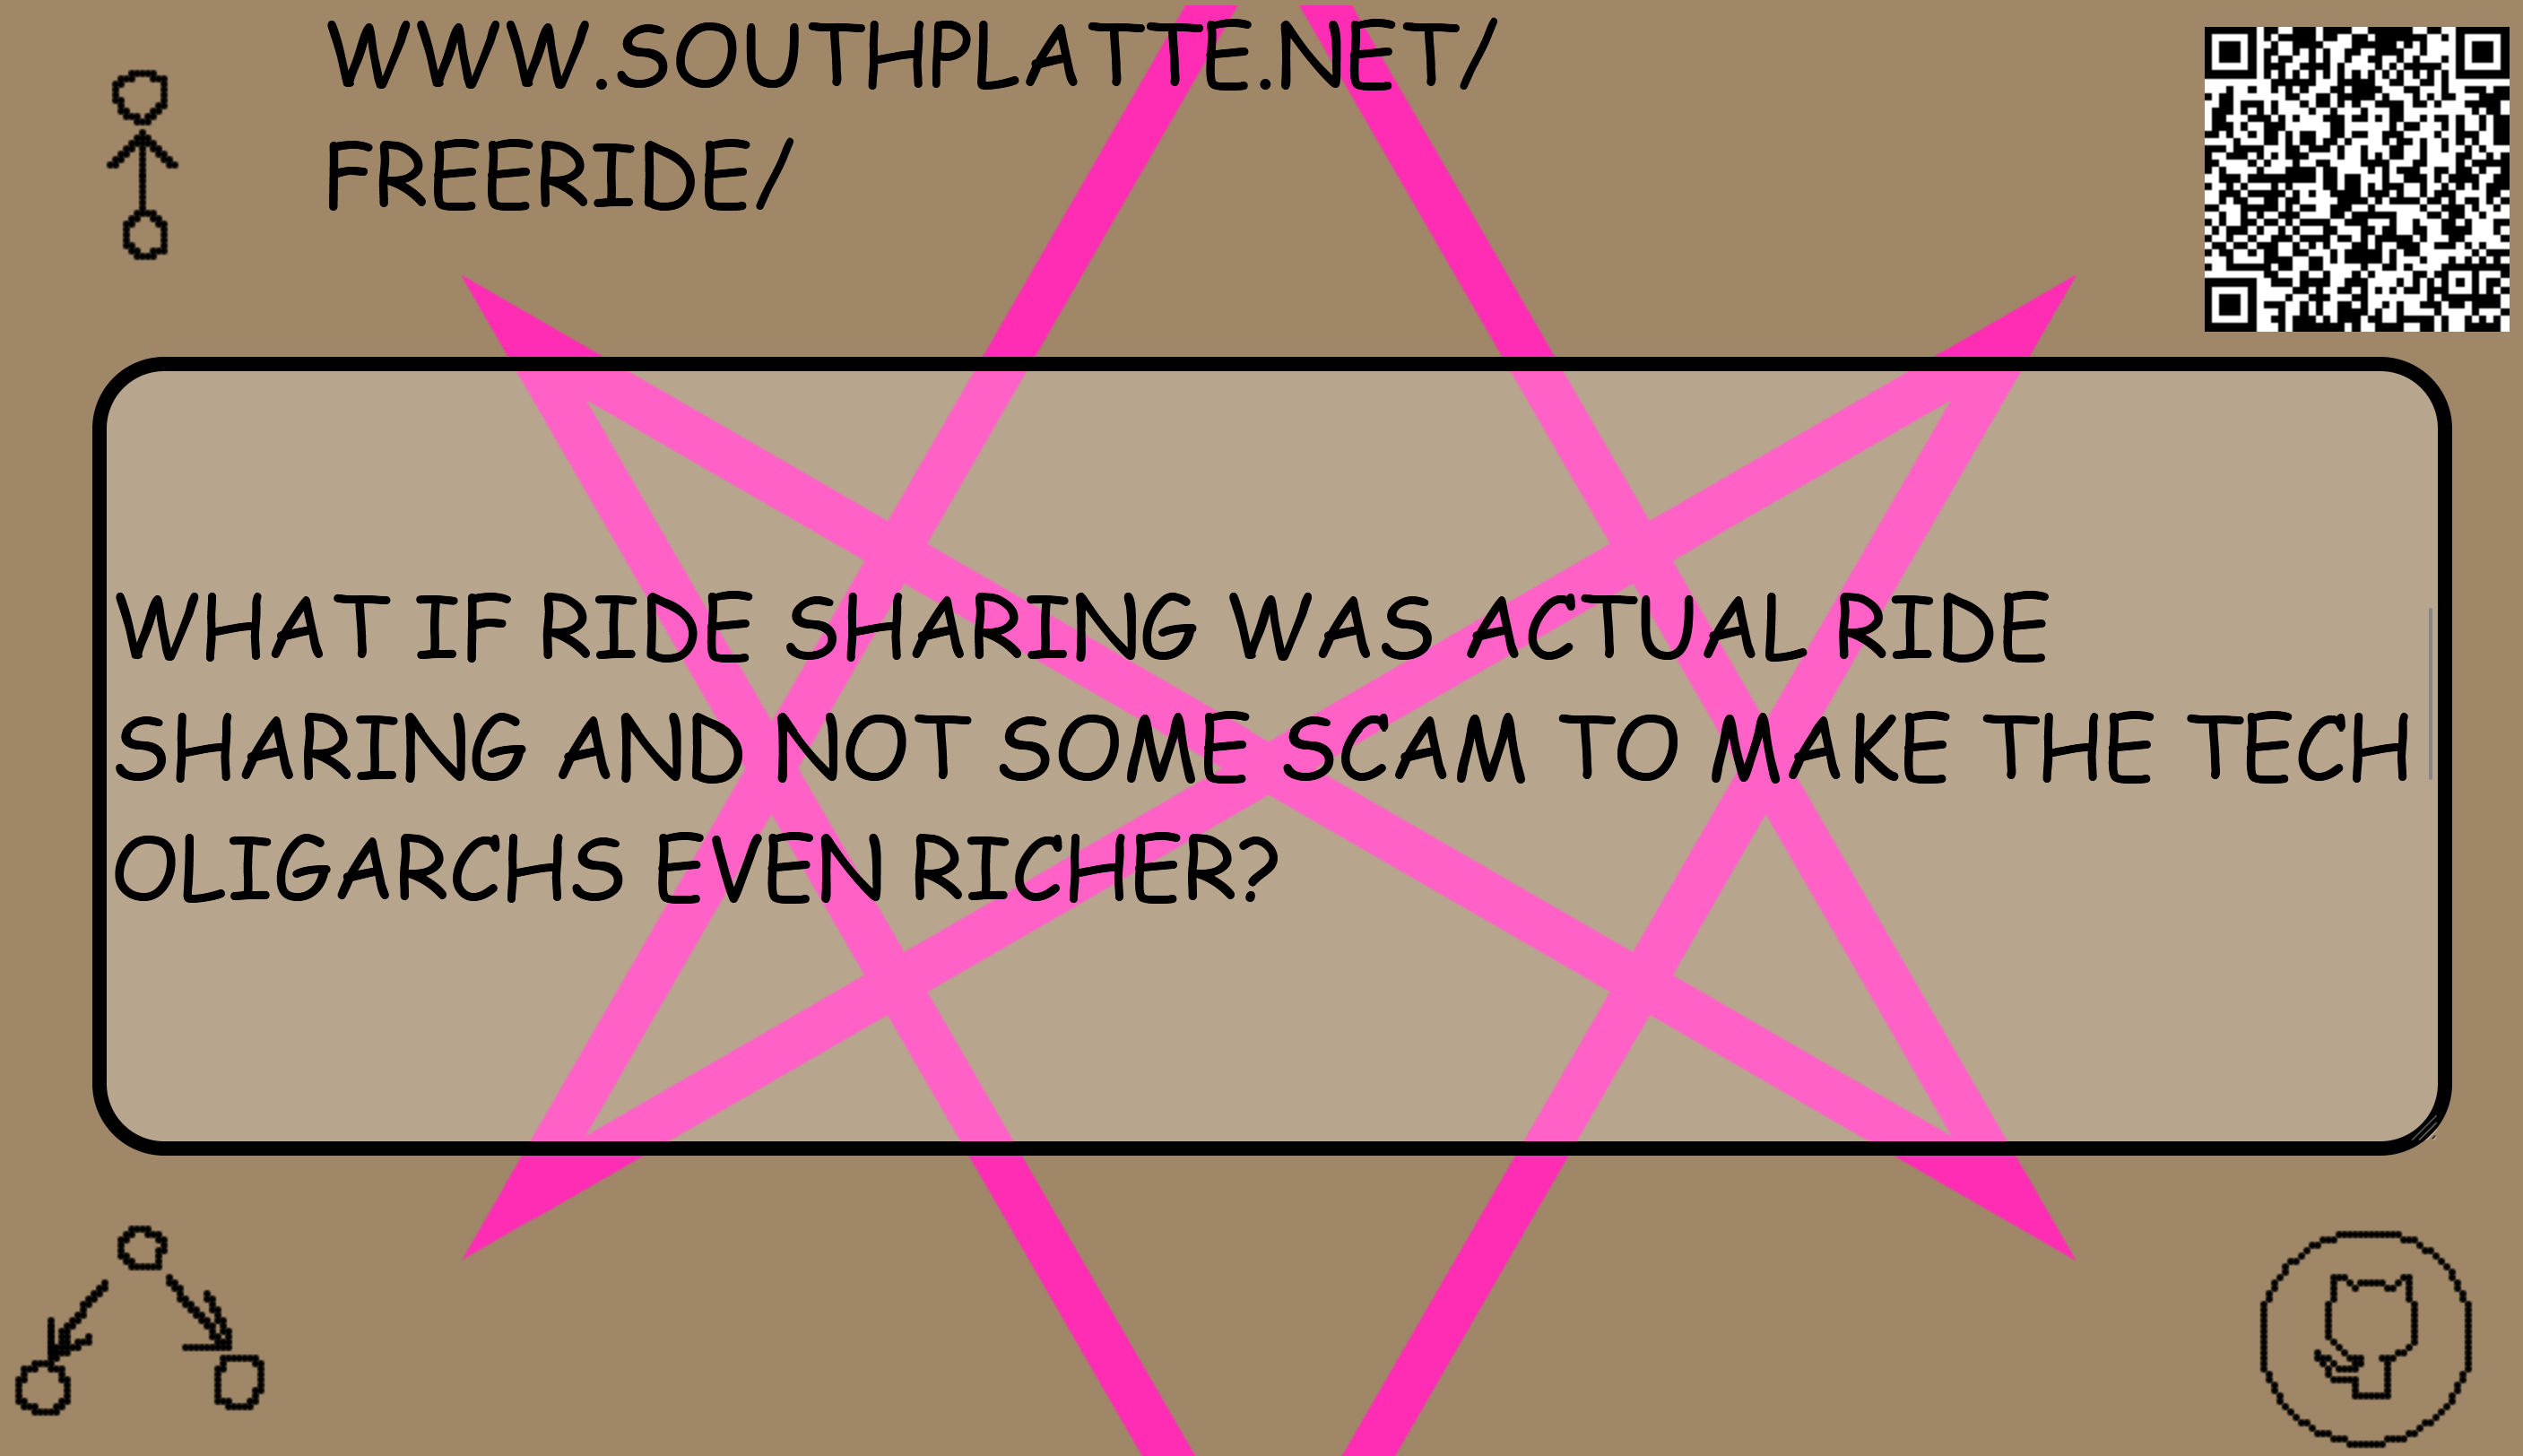 WWW.SOUTHPLATTE.NET/
FREERIDE/
WHAT IF RIDE SHARING WAS ACTUAL RIDE
SHARING AND NOT SOME SCAM TO MAKE THE TECH
OLIGARCHS EVEN RICHER?